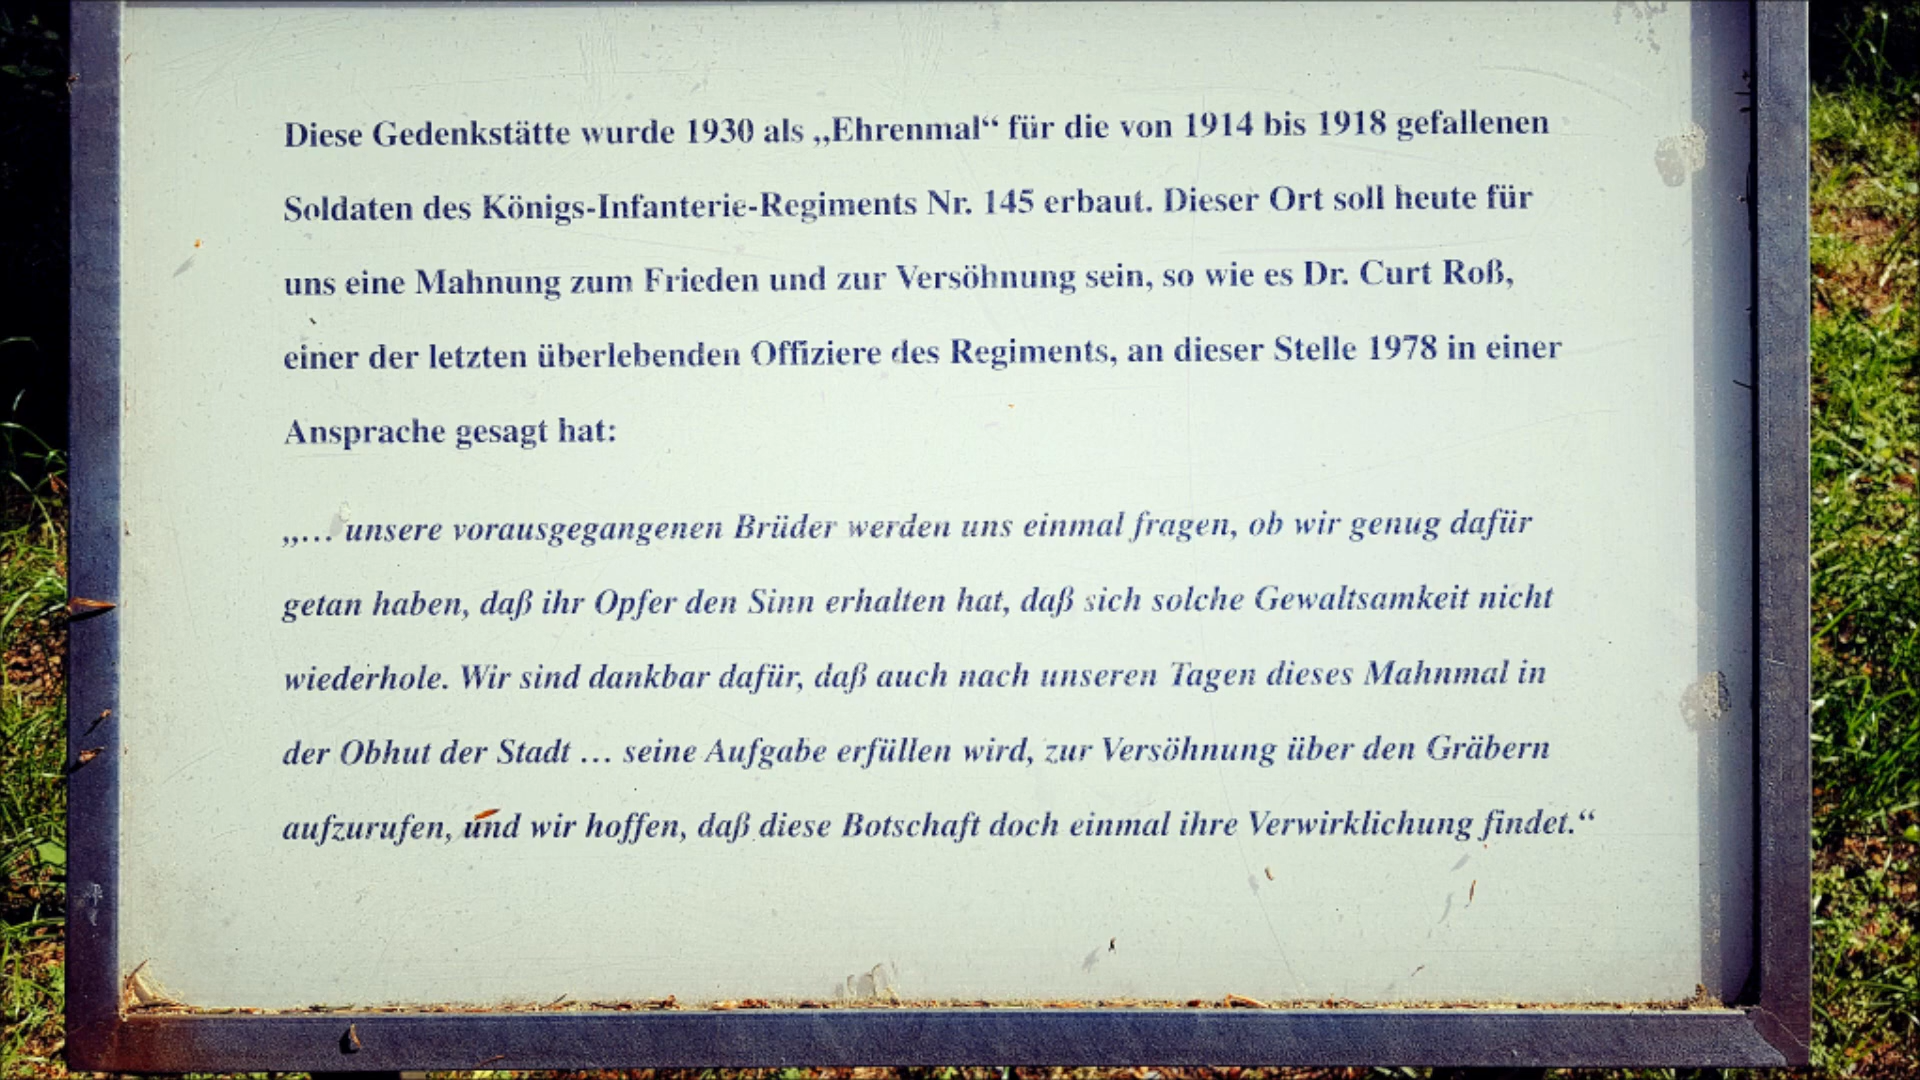 Diese Gedenkstätte wurde 1930 als „Ehrenmal“ für die von 1914 bis 1918 gefallenen
Soldaten des Königs-Infanterie-Regiments Nr. 145 erbaut. Dieser Ort soll heute für
uns eine Mahnung zum Frieden und zur Versöhnung sein, so wie es Dr. Curt Roß,
einer der letzten überlebenden Offiziere des Regiments, an dieser Stelle 1978 in einer
Ansprache gesagt hat:
„… unsere vorausgegangenen Brüder werden uns einmal fragen, ob wir genug dafür
getan haben, daß ihr Opfer den Sinn erhalten hat, daß sich solche Gewaltsamkeit nicht
wiederhole. Wir sind dankbar dafür, daß auch nach unseren Tagen dieses Mahnmal in
der Obhut der Stadt … seine Aufgabe erfüllen wird, zur Versöhnung über den Gräbern
aufzurufen, und wir hoffen, daß diese Botschaft doch einmal ihre Verwirklichung findet.“